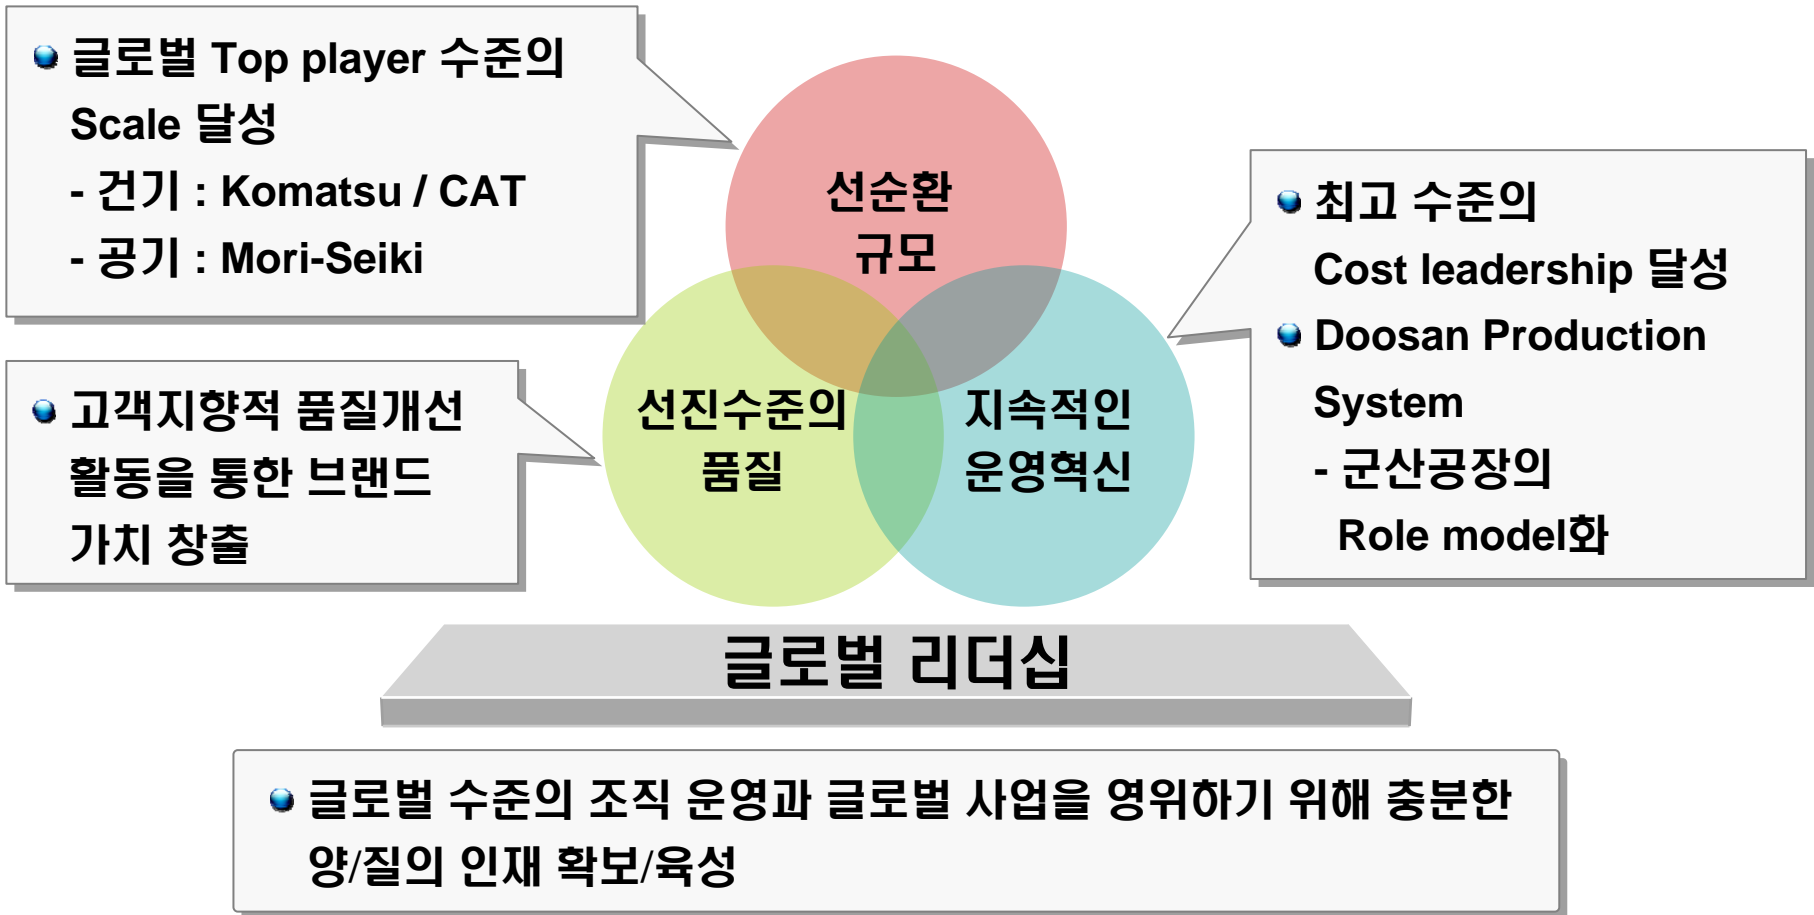 글로벌 Top player 수준의
Scale 달성
- 건기 : Komatsu / CAT
- 공기 : Mori-Seiki
고객지향적 품질개선
활동을 통한 브랜드
가치 창출
선순환
규모
선진수준의
품질
지속적인
운영혁신
최고 수준의
Cost leadership 달성
Doosan Production
System
- 군산공장의
Role model화
글로벌 리더십
글로벌 수준의 조직 운영과 글로벌 사업을 영위하기 위해 충분한
양/질의 인재 확보/육성